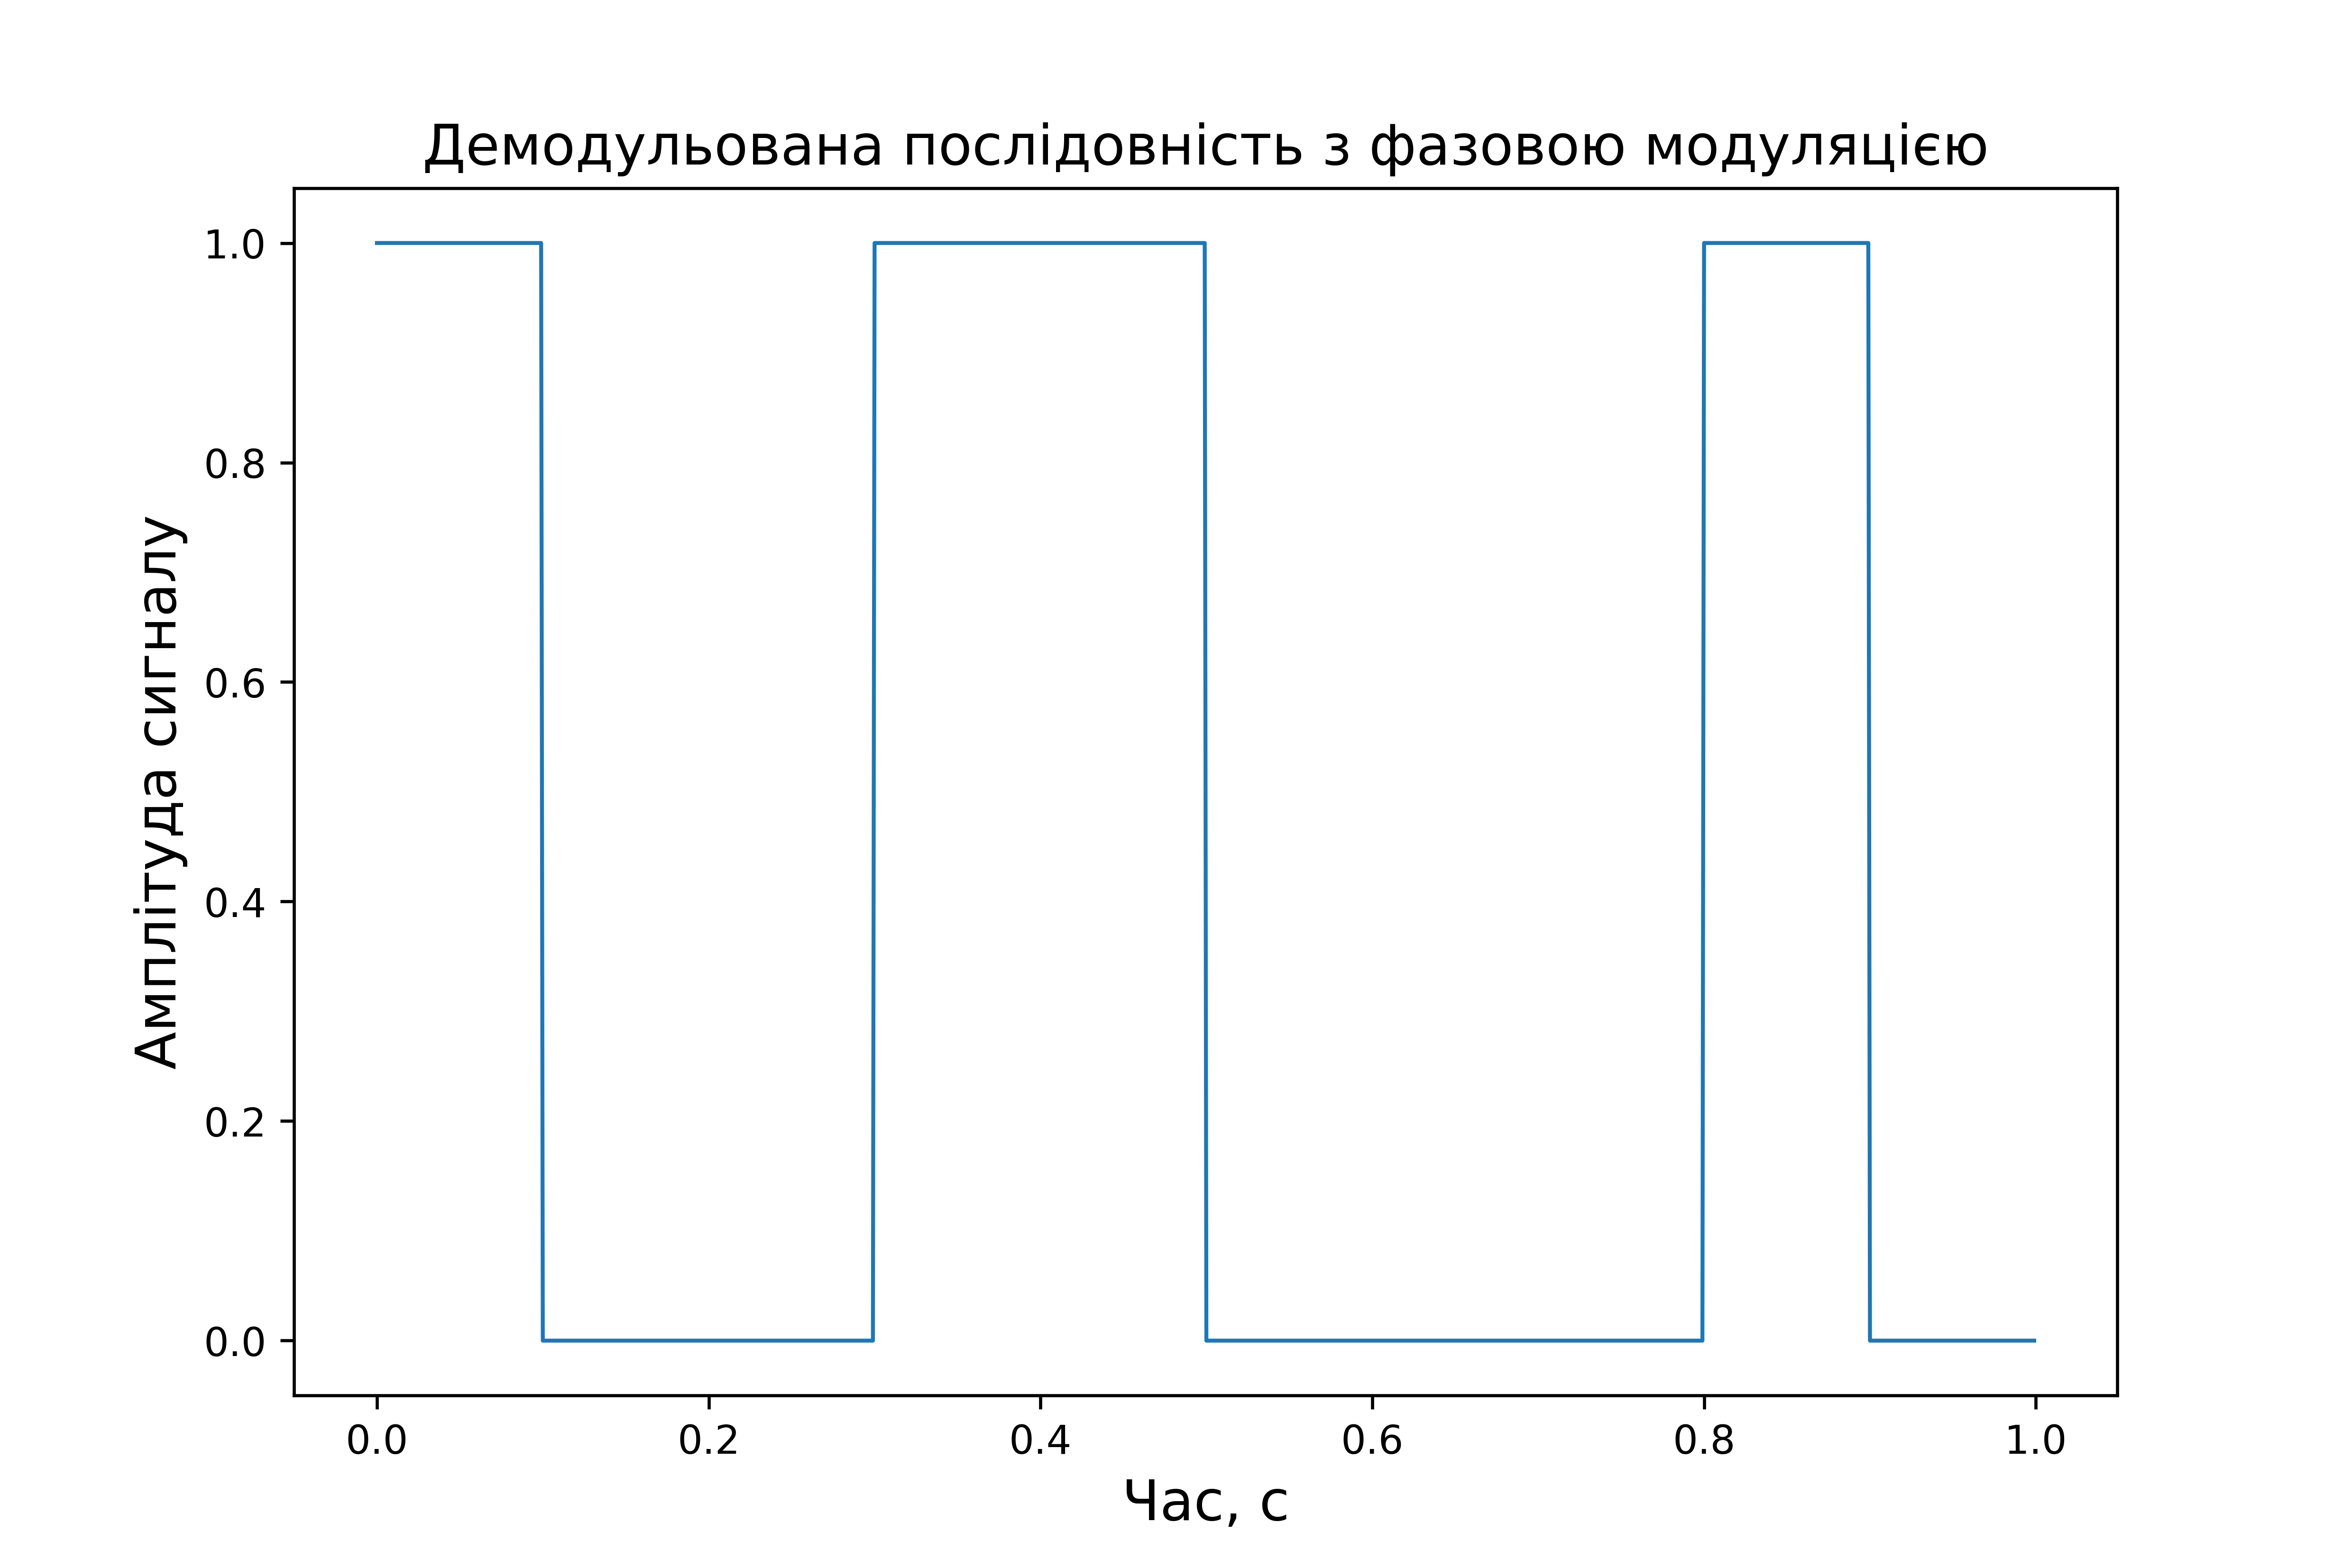 Демодульована послідовність з фазовою модуляцією
1.0
0.8
0.6
0.4
0.2
0.0
Амплітуда сигналу
0.0 0.2 0.4 0.6 0.8 1.0
Час, с